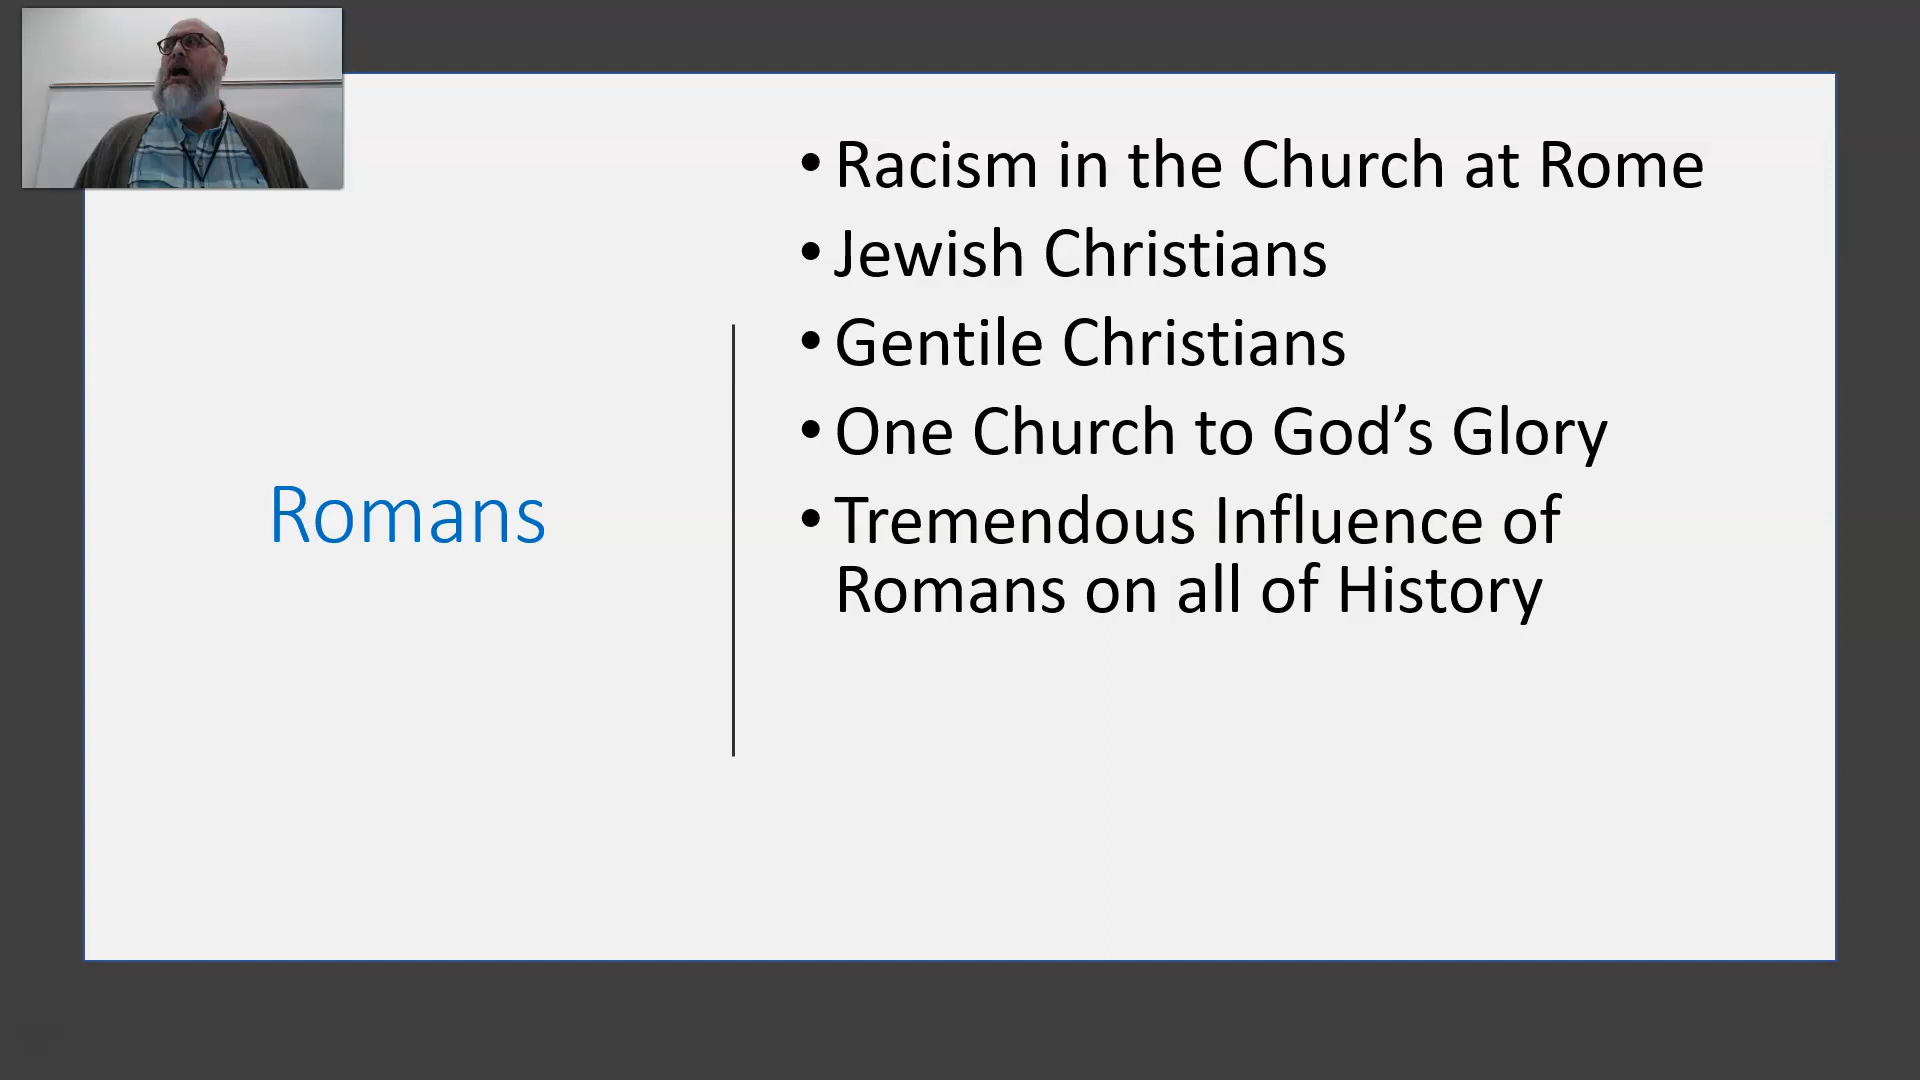 Romans
• Racism in the Church at Rome
• Jewish Christians
• Gentile Christians
• One Church to God’s Glory
• Tremendous Influence of
Romans on all of History